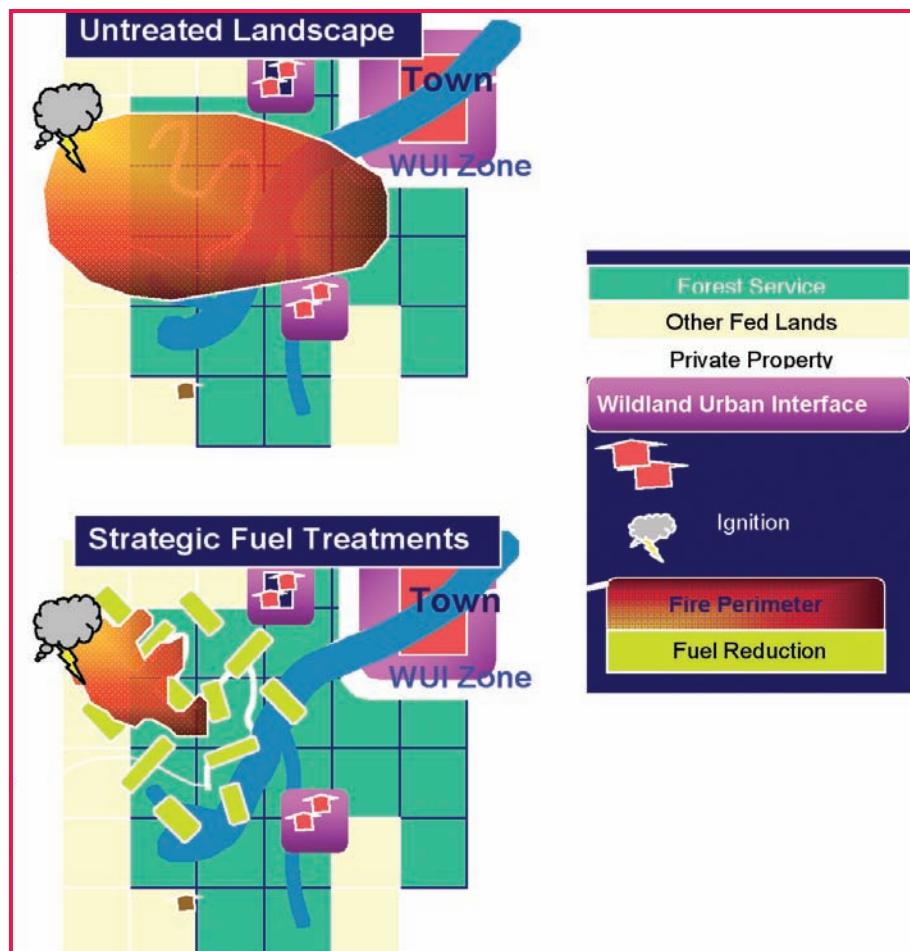 Untreated Landscape
Town
WUI Zone
Forest Service
Other Fed Lands
Private Property
Wildland Urban Interface
Ignition
Fire Perimeter
Fuel Reduction
Strategic Fuel Treatments
Town
WUI Zone